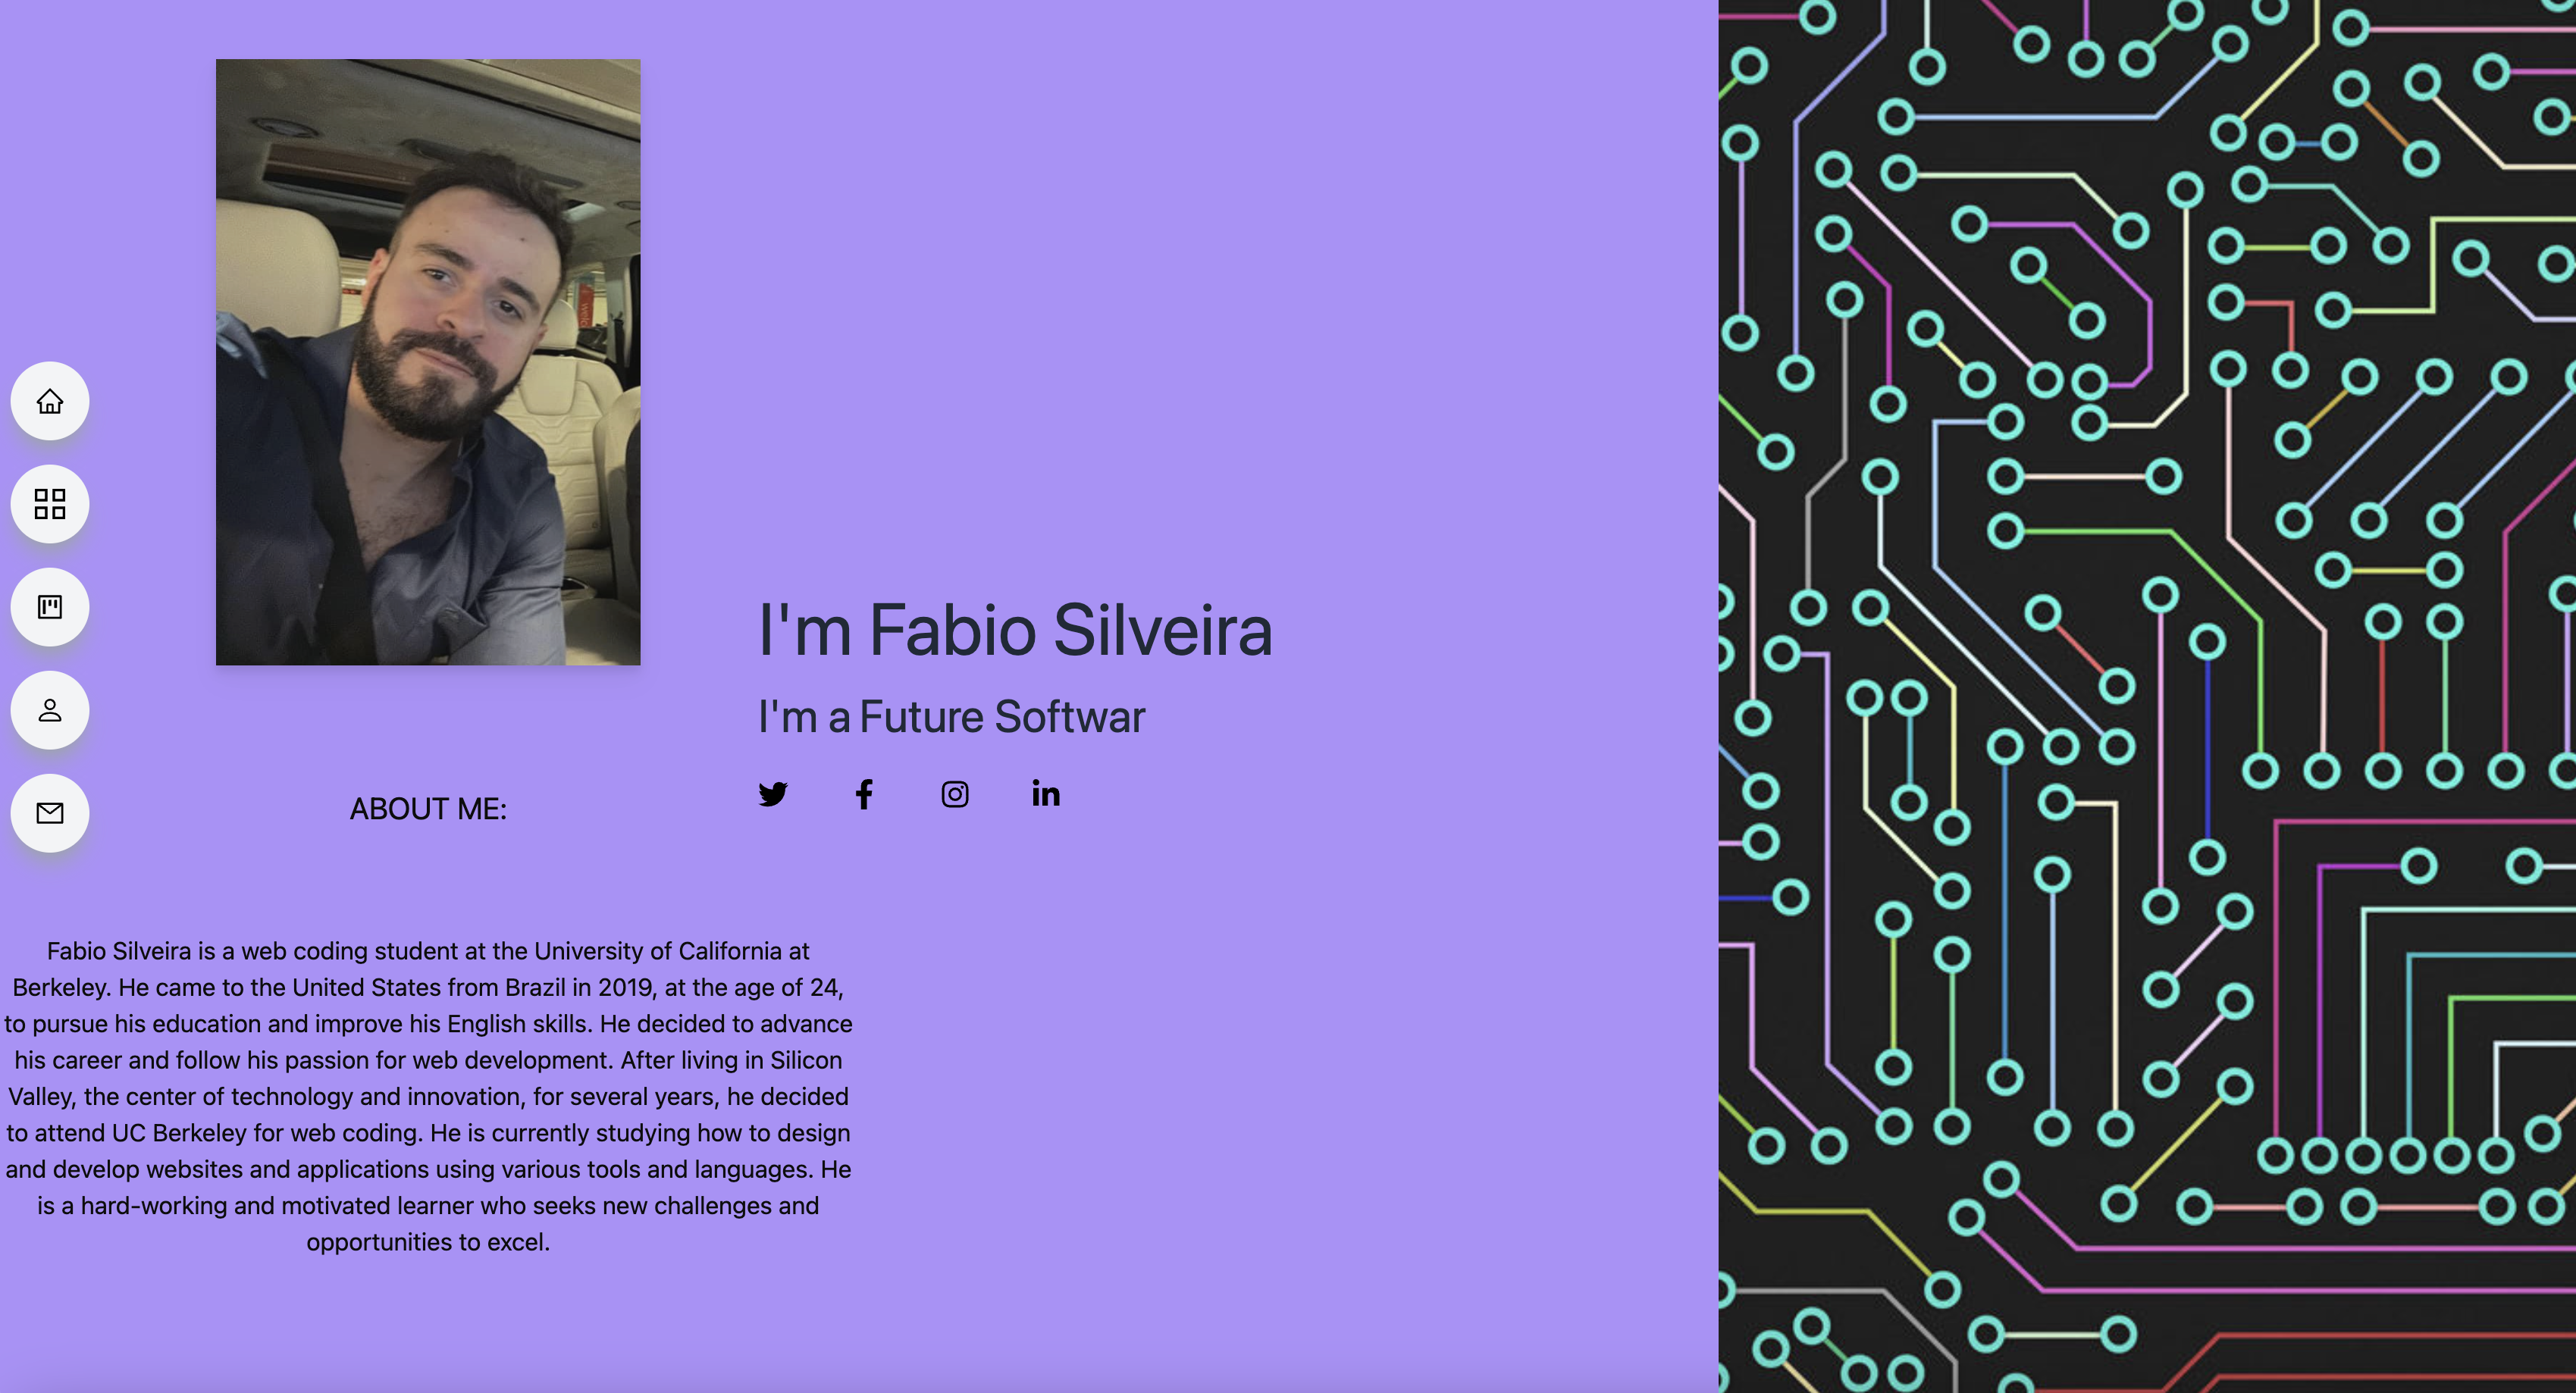 I'm Fabio Silveira
I'm a Future Softwar
ABOUT ME:
Fabio Silveira is a web coding student at the University of California at
Berkeley. He came to the United States from Brazil in 2019, at the age of 24,
to pursue his education and improve his English skills. He decided to advance
his career and follow his passion for web development. After living in Silicon
Valley, the center of technology and innovation, for several years, he decided
to attend UC Berkeley for web coding. He is currently studying how to design
and develop websites and applications using various tools and languages. He
is a hard-working and motivated learner who seeks new challenges and
opportunities to excel.